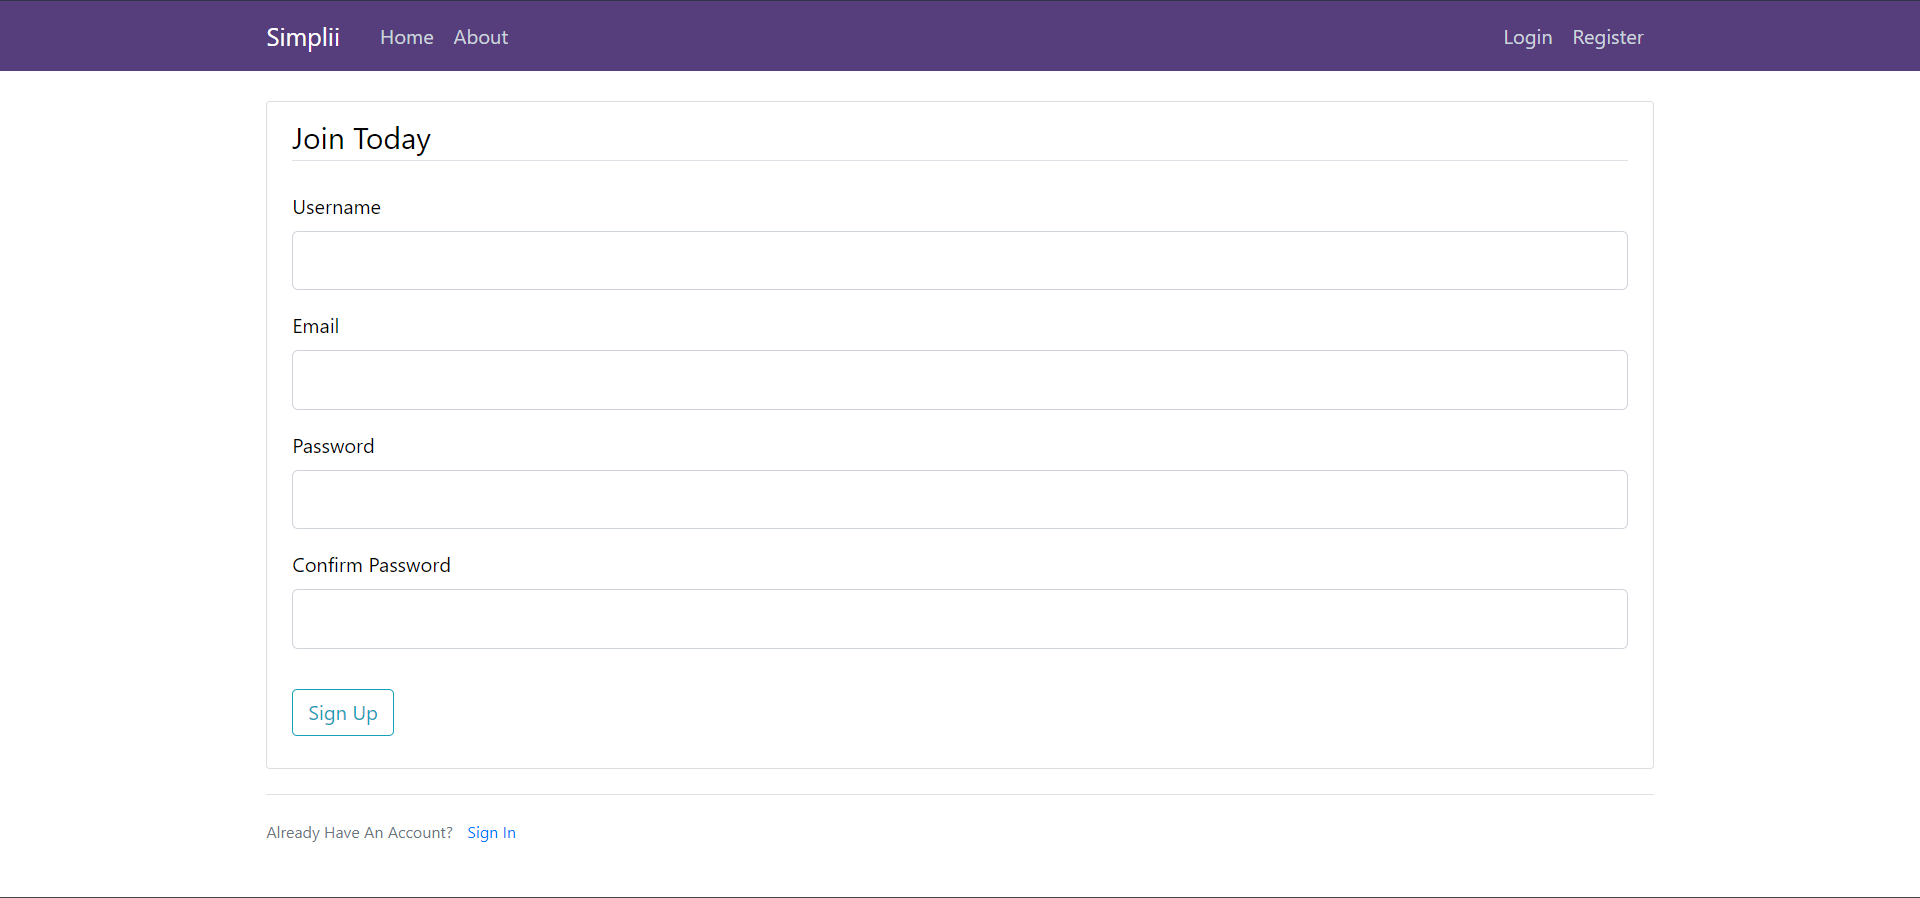 Simplii Home About Login Register
Join Today
Username
Email
Password
Confirm Password
Sign Up
Already Have An Account? Sign In